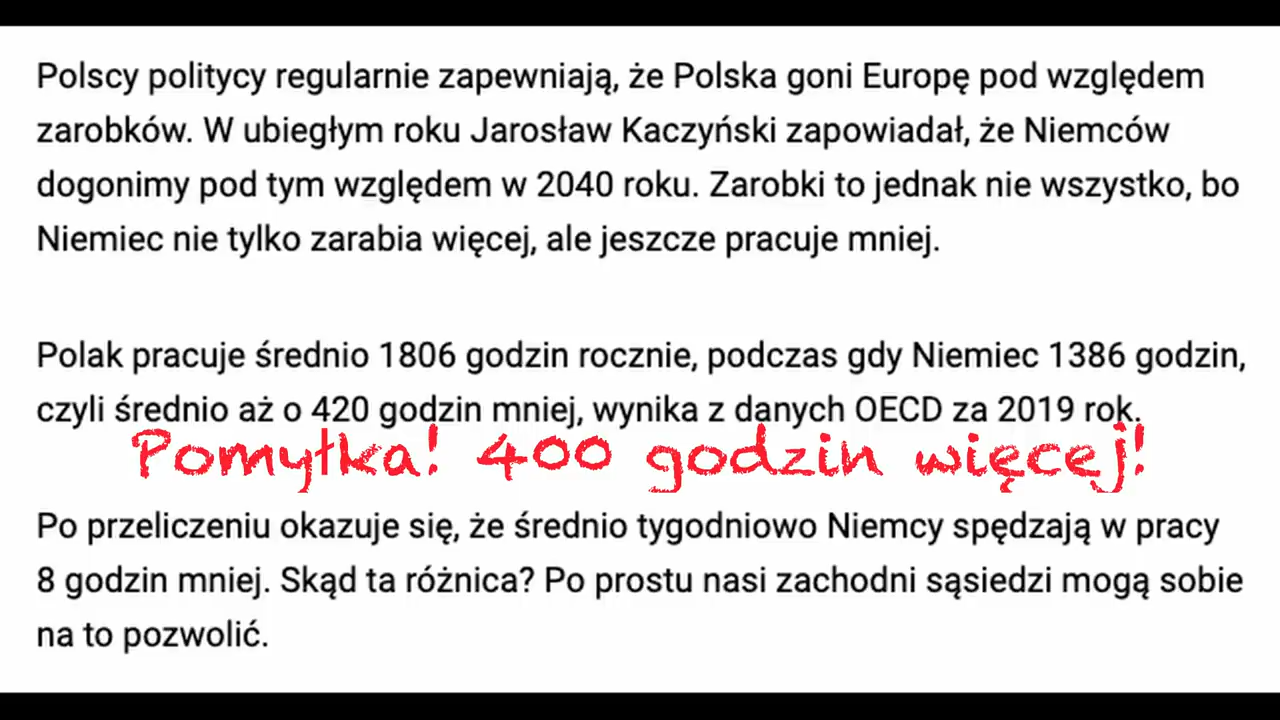 Polscy politycy regularnie zapewniają, że Polska goni Europę pod względem
zarobków. W ubiegłym roku Jarosław Kaczyński zapowiadał, że Niemców
dogonimy pod tym względem w 2040 roku. Zarobki to jednak nie wszystko, bo
Niemiec nie tylko zarabia więcej, ale jeszcze pracuje mniej.
Polak pracuje średnio 1806 godzin rocznie, podczas gdy Niemiec 1386 godzin,
czyli średnio aż o 420 godzin mniej, wynika z danych OECD za 2019 rok.
Pomyłka! 400 godzin więcej!
Po przeliczeniu okazuje się, że średnio tygodniowo Niemcy spędzają w pracy
8 godzin mniej. Skąd ta różnica? Po prostu nasi zachodni sąsiedzi mogą sobie
na to pozwolić.